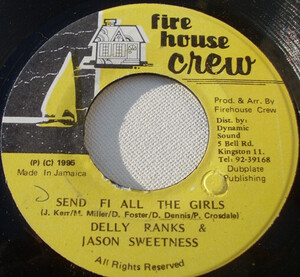 fire
house
crew
Prod. & Arr. By
Firehouse Crew
Dist. by:
Dynamic
Sound
5 Bell Rd.
Kingston 11.
Tel: 92-39168
Dubplate
Publishing
(P) (C) 1995
Made In Jamaica
SEND FI ALL THE GIRLS
(J. Kerr/M. Miller/D. Foster/D. Dennis/P. Crosdale)
DELLY RANKS &
JASON SWEETNESS
All Rights Reserved